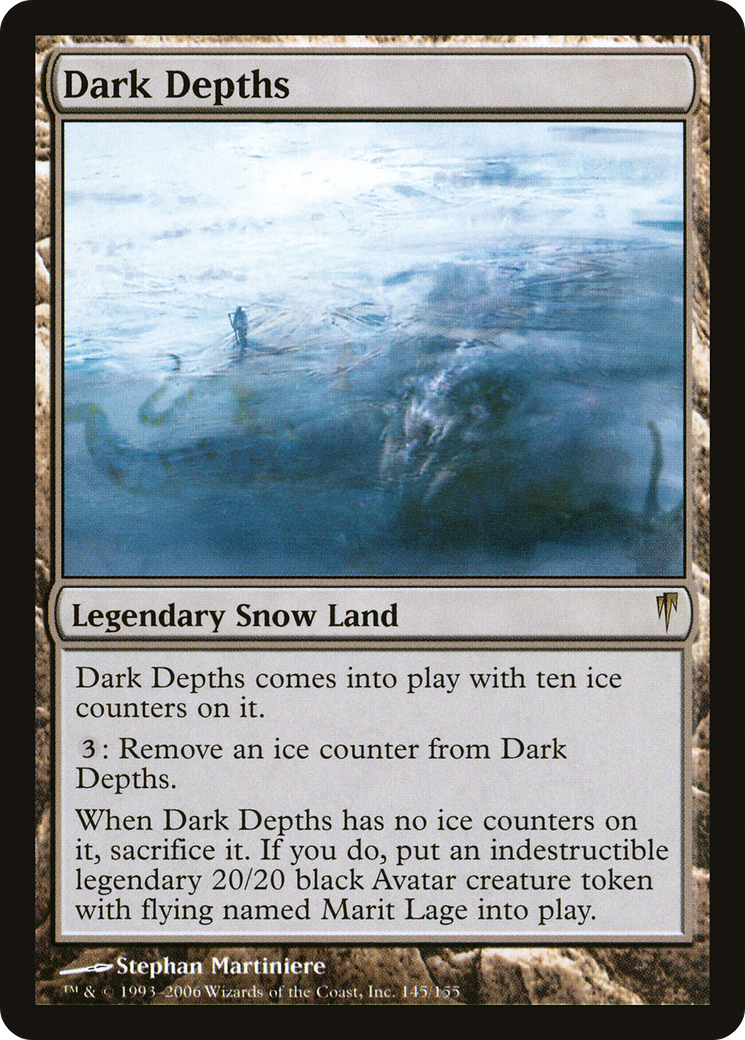 Dark Depths
Legendary Snow Land
Dark Depths comes into play with ten ice
counters on it.
3: Remove an ice counter from Dark
Depths.
When Dark Depths has no ice counters on
it, sacrifice it. If you do, put an indestructible
legendary 20/20 black Avatar creature token
with flying named Marit Lage into play.
Stephan Martiniere
™ & © 1993–2006 Wizards of the Coast, Inc. 145/155